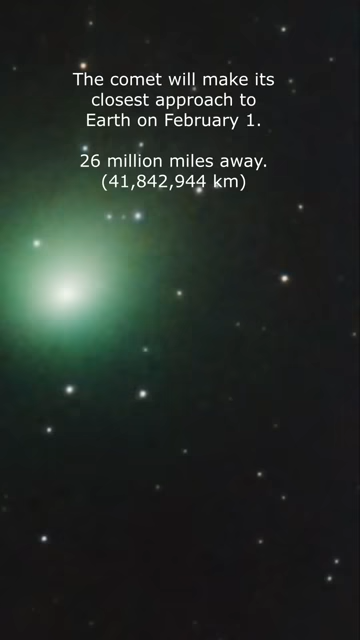 The comet will make its
closest approach to
Earth on February 1.
26 million miles away.
(41,842,944 km)